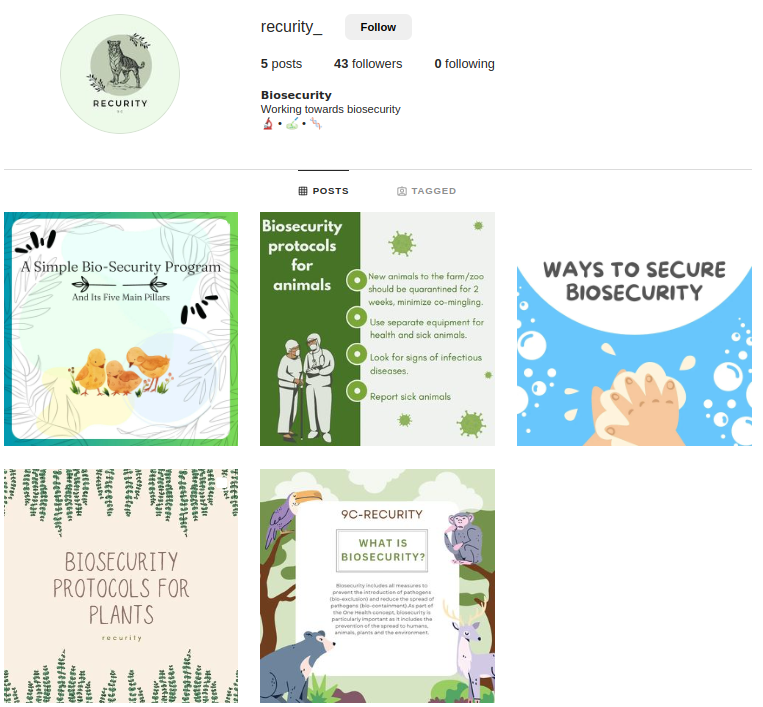 recurity_
Follow
5 posts
43 followers
0 following
Biosecurity
Working towards biosecurity
RECURITY
9C
POSTS
TAGGED
A Simple Bio-Security Program
And Its Five Main Pillars
Biosecurity
protocols
for
animals
New animals to the farm/zoo
should be quarantined for 2
weeks, minimize co-mingling.
Use separate equipment for
health and sick animals.
Look for signs of infectious
diseases.
Report sick animals
WAYS TO SECURE
BIOSECURITY
BIOSECURITY
PROTOCOLS FOR
PLANTS
recurity
9C-RECURITY
WHAT IS
BIOSECURITY?
Biosecurity includes all measures to
prevent the introduction of pathogens
(bio-exclusion) and reduce the spread of
pathogens (bio-containment).As part of
the One Health concept, biosecurity is
particularly important as it includes the
prevention of the spread to humans,
animals, plants and the environment.